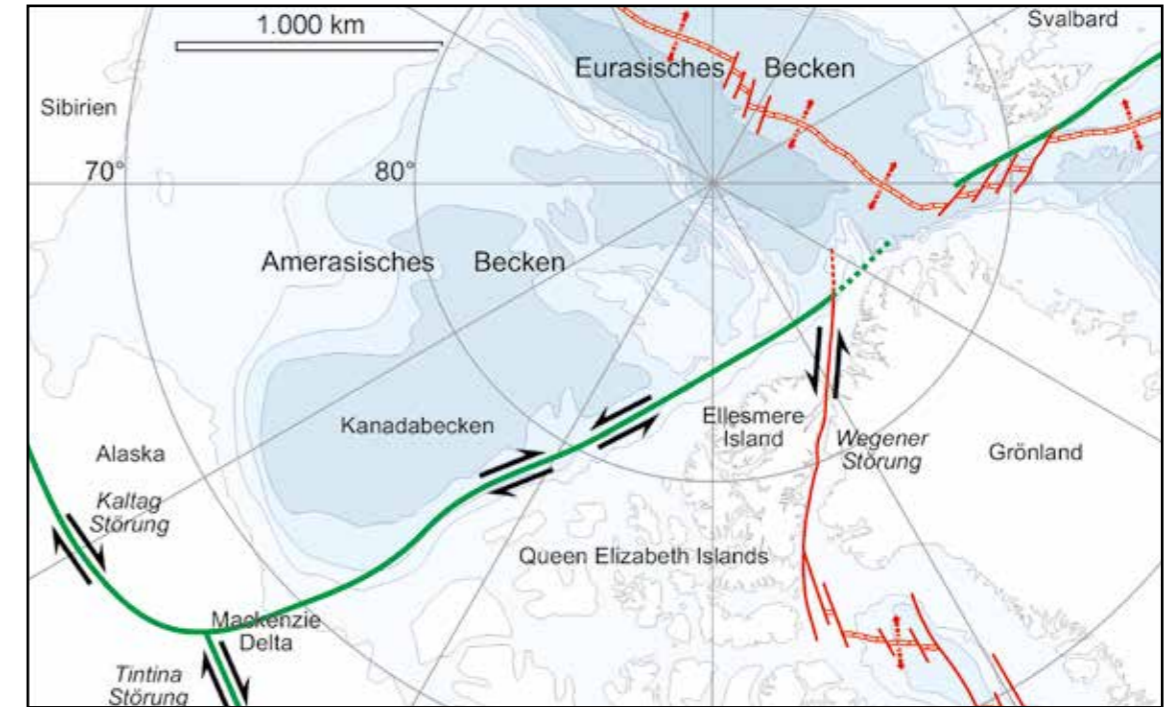 1.000 km
Svalbard
Eurasisches Becken
Sibirien
70°
80°
Amerasisches Becken
Kanadabecken
Ellesmere
Island
Wegener
Störung
Grönland
Alaska
Kaltag
Störung
Queen Elizabeth Islands
Mackenzie
Delta
Tintina
Störung